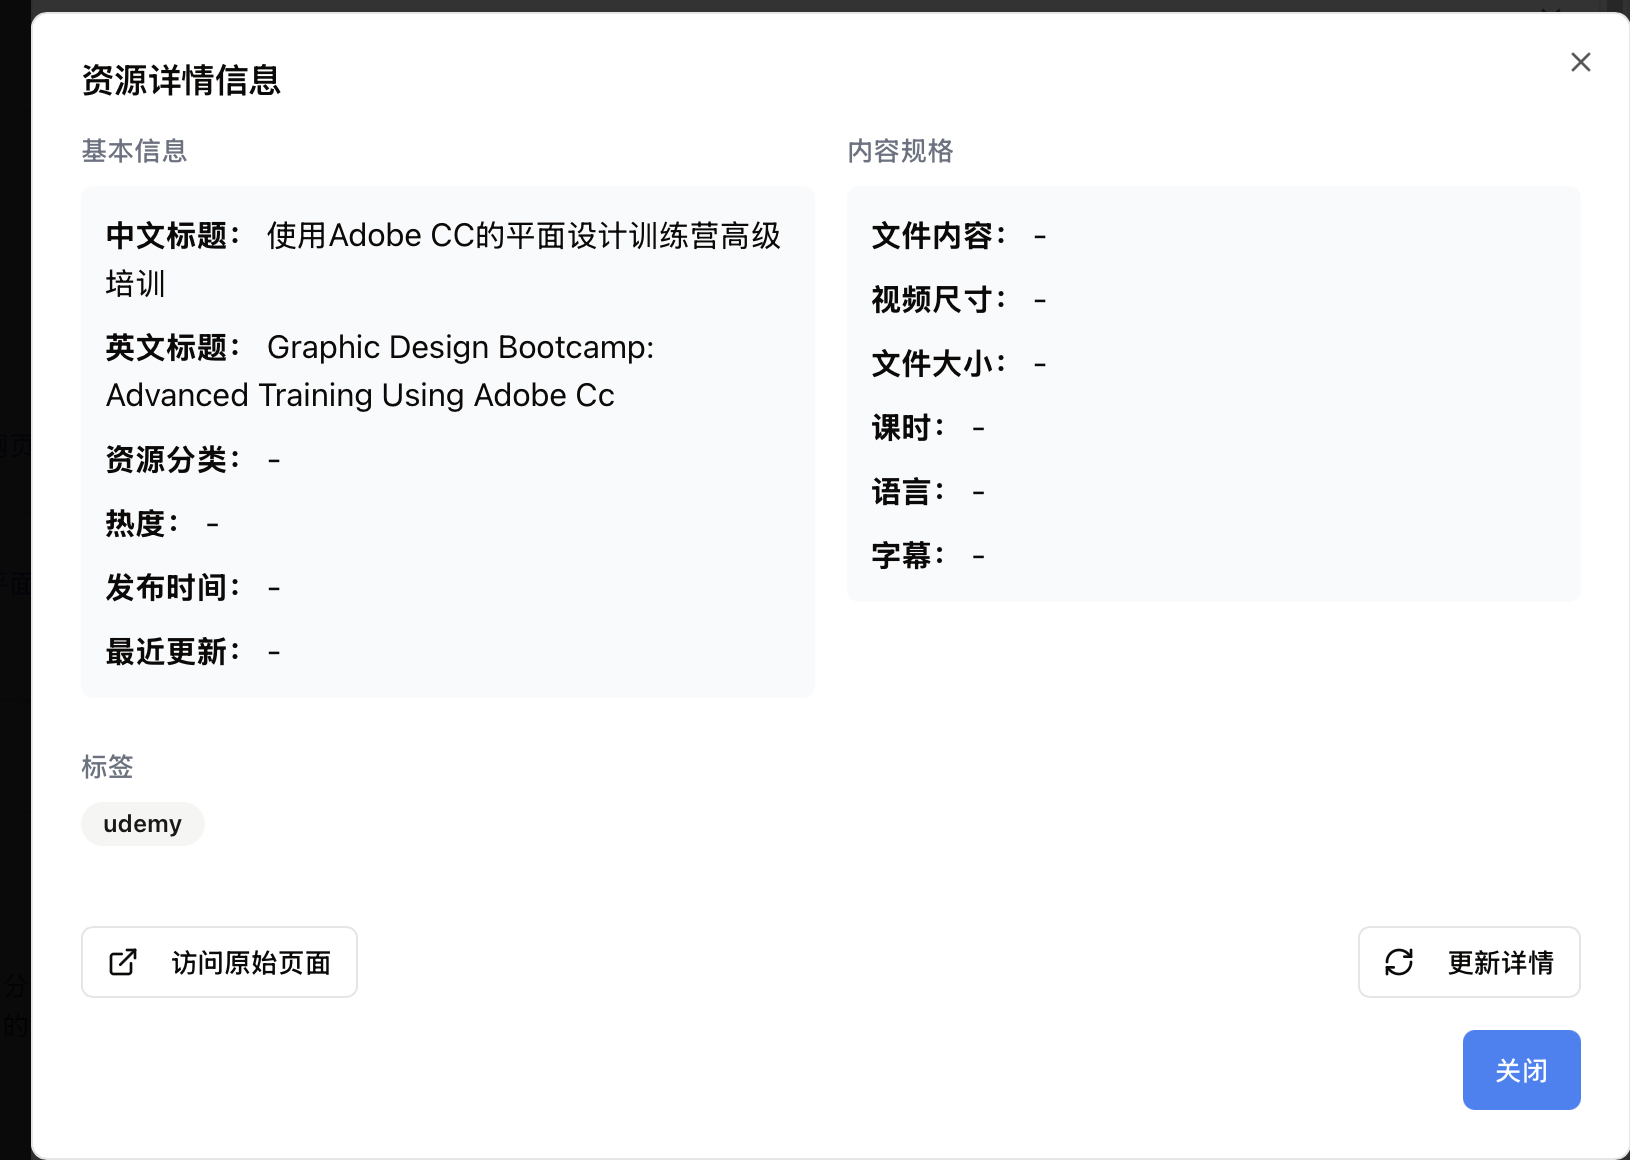 资源详情信息
基本信息
中文标题： 使用Adobe CC的平面设计训练营高级
培训
英文标题： Graphic Design Bootcamp:
Advanced Training Using Adobe Cc
资源分类： -
热度： -
发布时间： -
最近更新： -
内容规格
文件内容： -
视频尺寸： -
文件大小： -
课时： -
语言： -
字幕： -
标签
udemy
访问原始页面
更新详情
关闭